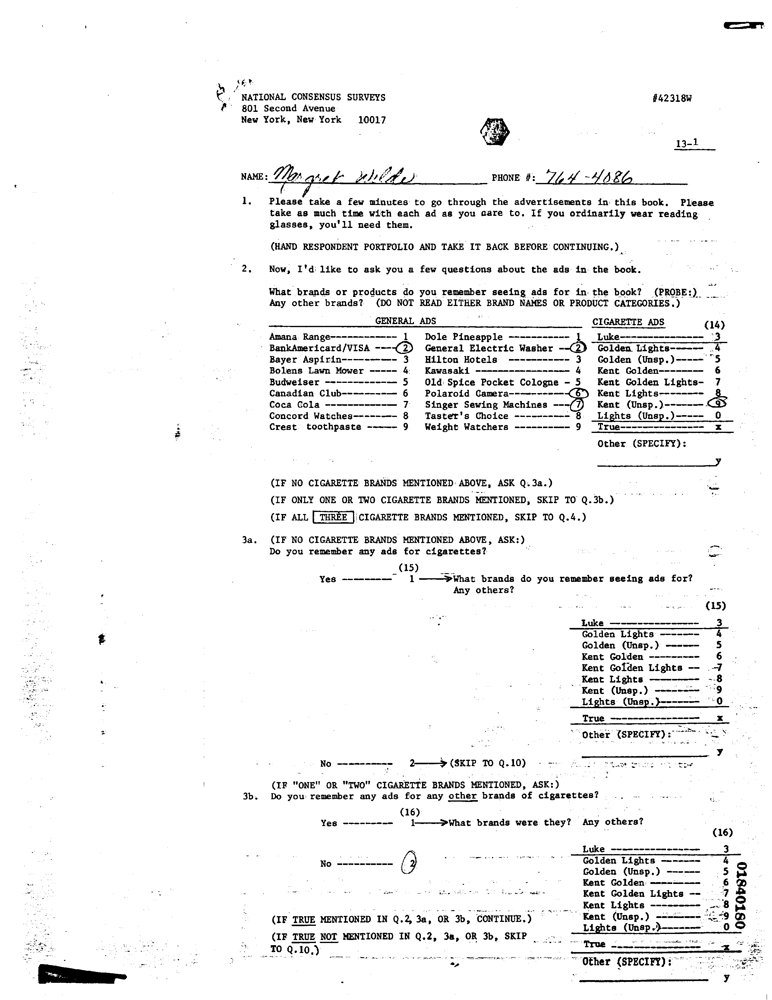 NATIONAL CONSENSUS SURVEYS
801 Second Avenue
New York, New York 10017
#42318W
13-1
NAME: Margret Wilde PHONE #: 764-4086
1. Please take a few minutes to go through the advertisements in this book. Please
take as much time with each ad as you care to. If you ordinarily wear reading
glasses, you'll need them.
(HAND RESPONDENT PORTFOLIO AND TAKE IT BACK BEFORE CONTINUING.)
2. Now, I'd like to ask you a few questions about the ads in the book.
What brands or products do you remember seeing ads for in the book? (PROBE:)
Any other brands? (DO NOT READ EITHER BRAND NAMES OR PRODUCT CATEGORIES.)
GENERAL ADS CIGARETTE ADS (14)
Amana Range------------ 1 Dole Pineapple ----------- 1 Luke--------------- 3
BankAmericard/VISA ---- 2 General Electric Washer -- 2 Golden Lights------ 4
Bayer Aspirin---------- 3 Hilton Hotels ----------- 3 Golden (Unsp.)----- 5
Bolens Lawn Mower ----- 4 Kawasaki ----------------- 4 Kent Golden-------- 6
Budweiser ------------- 5 Old Spice Pocket Cologne - 5 Kent Golden Lights- 7
Canadian Club---------- 6 Polaroid Camera----------- 6 Kent Lights-------- 8
Coca Cola ------------- 7 Singer Sewing Machines --- 7 Kent (Unsp.)------- 9
Concord Watches-------- 8 Taster's Choice ---------- 8 Lights (Unsp.)----- 0
Crest toothpaste ----- 9 Weight Watchers ---------- 9 True--------------- x
Other (SPECIFY):
y
(IF NO CIGARETTE BRANDS MENTIONED ABOVE, ASK Q.3a.)
(IF ONLY ONE OR TWO CIGARETTE BRANDS MENTIONED, SKIP TO Q.3b.)
(IF ALL THREE CIGARETTE BRANDS MENTIONED, SKIP TO Q.4.)
3a. (IF NO CIGARETTE BRANDS MENTIONED ABOVE, ASK:)
Do you remember any ads for cigarettes?
(15)
Yes --------- 1 What brands do you remember seeing ads for?
Any others?
(15)
Luke ---------------- 3
Golden Lights ------- 4
Golden (Unsp.) ------ 5
Kent Golden --------- 6
Kent Golden Lights -- 7
Kent Lights --------- 8
Kent (Unsp.) -------- 9
Lights (Unsp.)------- 0
True ---------------- x
Other (SPECIFY):
y
No ---------- 2 (SKIP TO Q.10)
(IF "ONE" OR "TWO" CIGARETTE BRANDS MENTIONED, ASK:)
3b. Do you remember any ads for any other brands of cigarettes?
(16)
Yes --------- 1 What brands were they? Any others?
(16)
Luke ---------------- 3
No ---------- 2 Golden Lights ------- 4
Golden (Unsp.) ------ 5
Kent Golden --------- 6
Kent Golden Lights -- 7
Kent Lights --------- 8
(IF TRUE MENTIONED IN Q.2, 3a, OR 3b, CONTINUE.) Kent (Unsp.) -------- 9
Lights (Unsp.)------- 0
(IF TRUE NOT MENTIONED IN Q.2, 3a, OR 3b, SKIP True ---------------- x
TO Q.10.)
Other (SPECIFY):
y
01840180